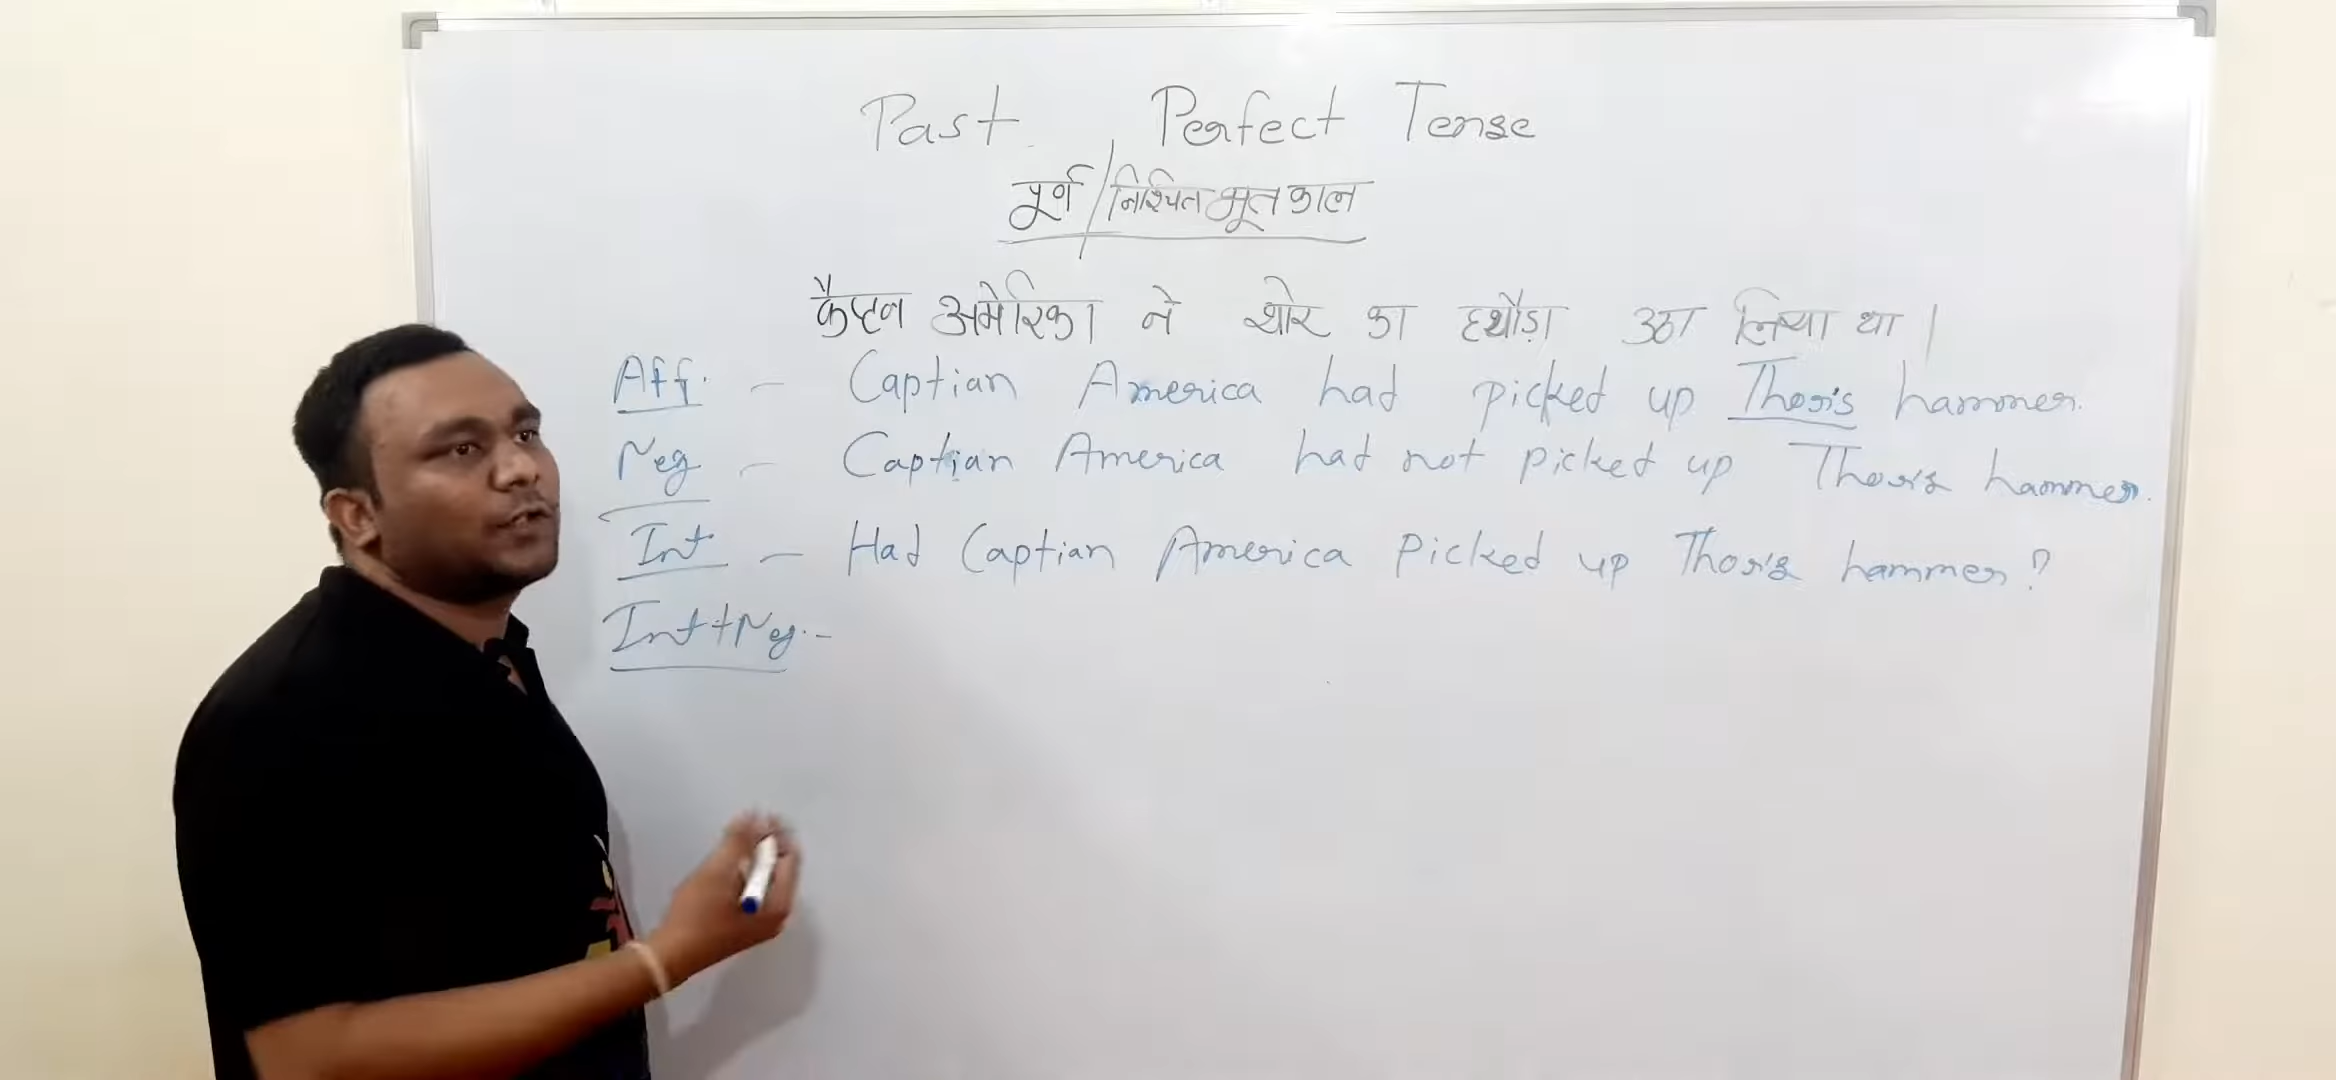 Past Perfect Tense
पूर्ण / निश्चित भूतकाल
कैप्टन अमेरिका ने थोर का हथौड़ा उठा लिया था।
Aff. - Captian America had picked up Thor's hammer.
Neg - Captian America had not picked up Thor's hammer.
Int - Had Captian America Picked up Thor's hammer?
Int+Neg. -